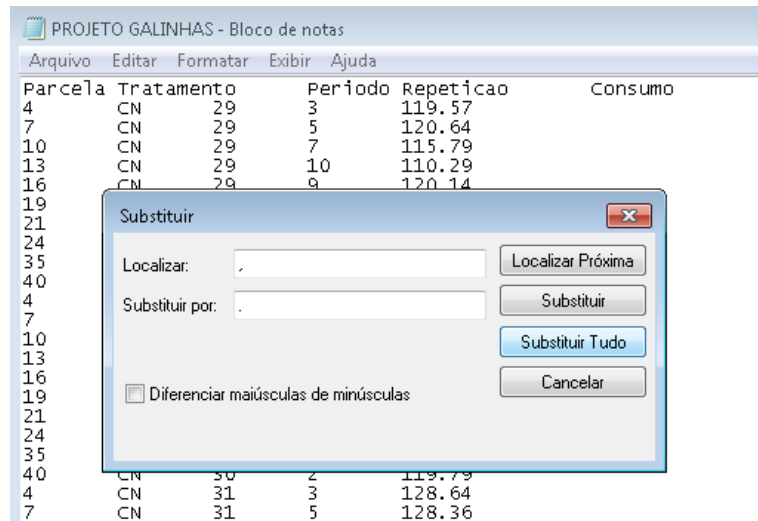 PROJETO GALINHAS - Bloco de notas
Arquivo Editar Formatar Exibir Ajuda
Parcela Tratamento Periodo Repeticao Consumo
4 CN 29 3 119.57
7 CN 29 5 120.64
10 CN 29 7 115.79
13 CN 29 10 110.29
16 CN 29 9 120.14
19
21
24
35
40
4
7
10
13
16
19
21
24
35
Substituir
Localizar: , Localizar Próxima
Substituir por: . Substituir
Substituir Tudo
Diferenciar maiúsculas de minúsculas Cancelar
40 CN 30 2 119.79
4 CN 31 3 128.64
7 CN 31 5 128.36